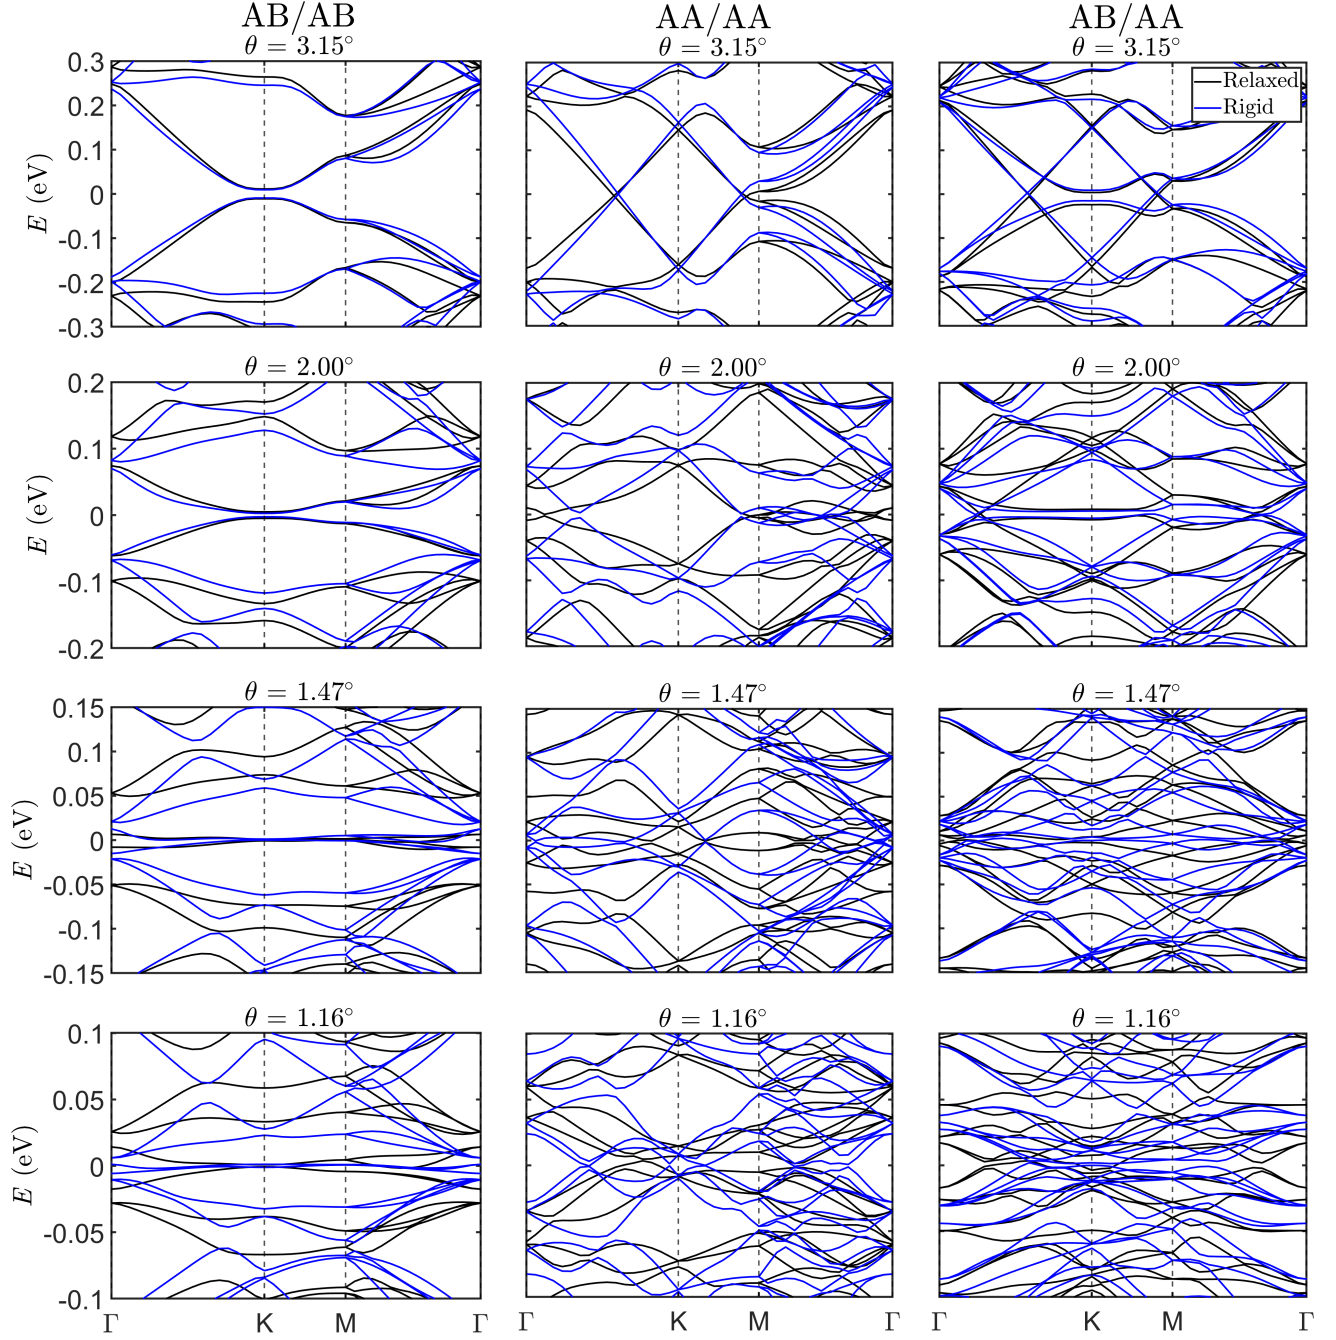 AB/AB
AA/AA
AB/AA
θ = 3.15°
θ = 3.15°
θ = 3.15°
0.3
0.2
0.1
0
-0.1
-0.2
-0.3
E (eV)
Relaxed
Rigid
θ = 2.00°
θ = 2.00°
θ = 2.00°
0.2
0.1
0
-0.1
-0.2
E (eV)
θ = 1.47°
θ = 1.47°
θ = 1.47°
0.15
0.1
0.05
0
-0.05
-0.1
-0.15
E (eV)
θ = 1.16°
θ = 1.16°
θ = 1.16°
0.1
0.05
0
-0.05
-0.1
E (eV)
Γ K M Γ
Γ K M Γ
Γ K M Γ